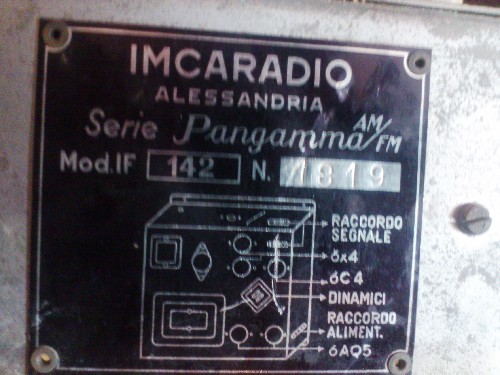 IMCARADIO
ALESSANDRIA
Serie Pangamma AM/FM
Mod.IF 142 N. 1819
RACCORDO
SEGNALE
6x4
6C4
DINAMICI
RACCORDO
ALIMENT.
6AQ5